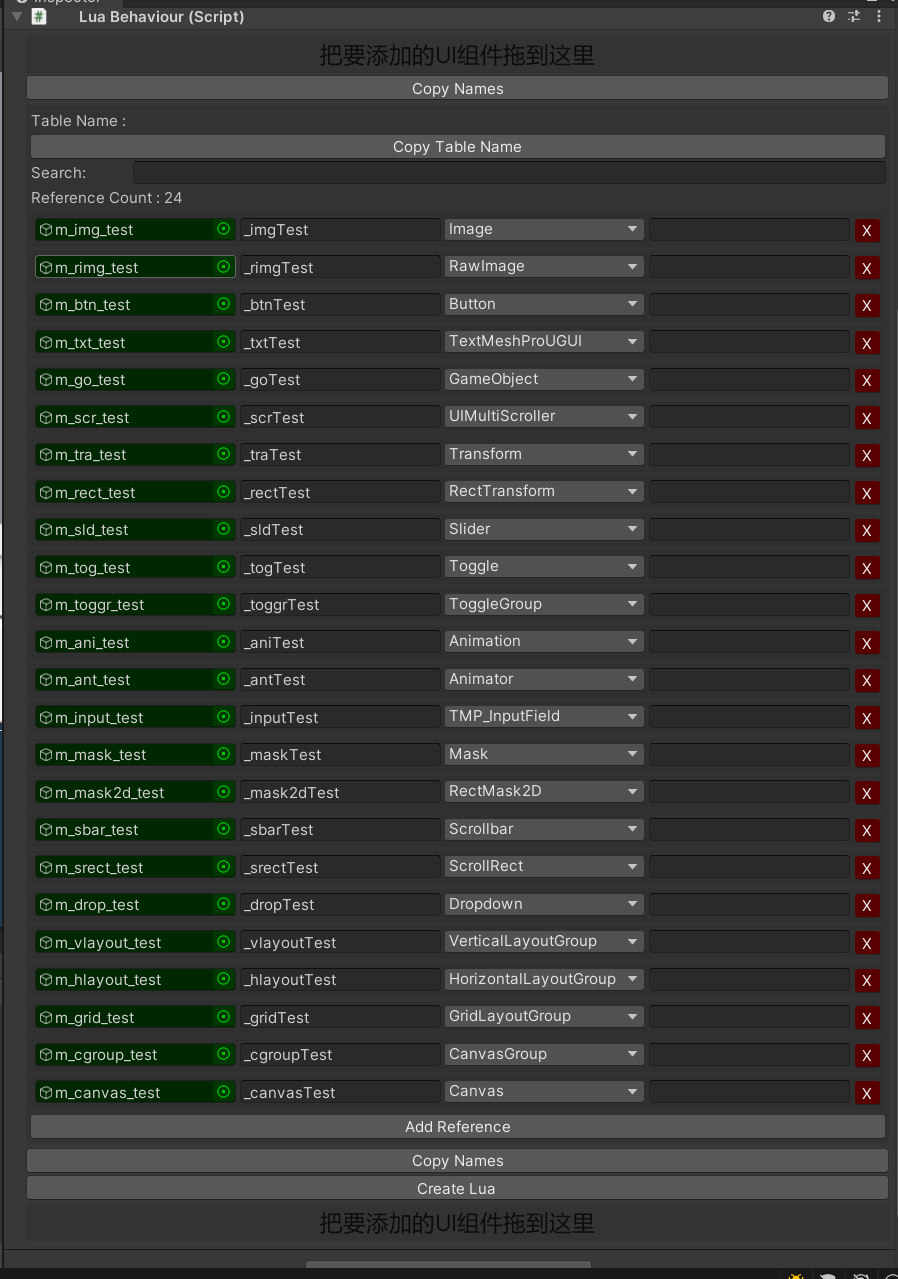 Lua Behaviour (Script)
把要添加的UI组件拖到这里
Copy Names
Table Name :
Copy Table Name
Search:
Reference Count : 24
m_img_test _imgTest Image X
m_rimg_test _rimgTest RawImage X
m_btn_test _btnTest Button X
m_txt_test _txtTest TextMeshProUGUI X
m_go_test _goTest GameObject X
m_scr_test _scrTest UIMultiScroller X
m_tra_test _traTest Transform X
m_rect_test _rectTest RectTransform X
m_sld_test _sldTest Slider X
m_tog_test _togTest Toggle X
m_toggr_test _toggrTest ToggleGroup X
m_ani_test _aniTest Animation X
m_ant_test _antTest Animator X
m_input_test _inputTest TMP_InputField X
m_mask_test _maskTest Mask X
m_mask2d_test _mask2dTest RectMask2D X
m_sbar_test _sbarTest Scrollbar X
m_srect_test _srectTest ScrollRect X
m_drop_test _dropTest Dropdown X
m_vlayout_test _vlayoutTest VerticalLayoutGroup X
m_hlayout_test _hlayoutTest HorizontalLayoutGroup X
m_grid_test _gridTest GridLayoutGroup X
m_cgroup_test _cgroupTest CanvasGroup X
m_canvas_test _canvasTest Canvas X
Add Reference
Copy Names
Create Lua
把要添加的UI组件拖到这里